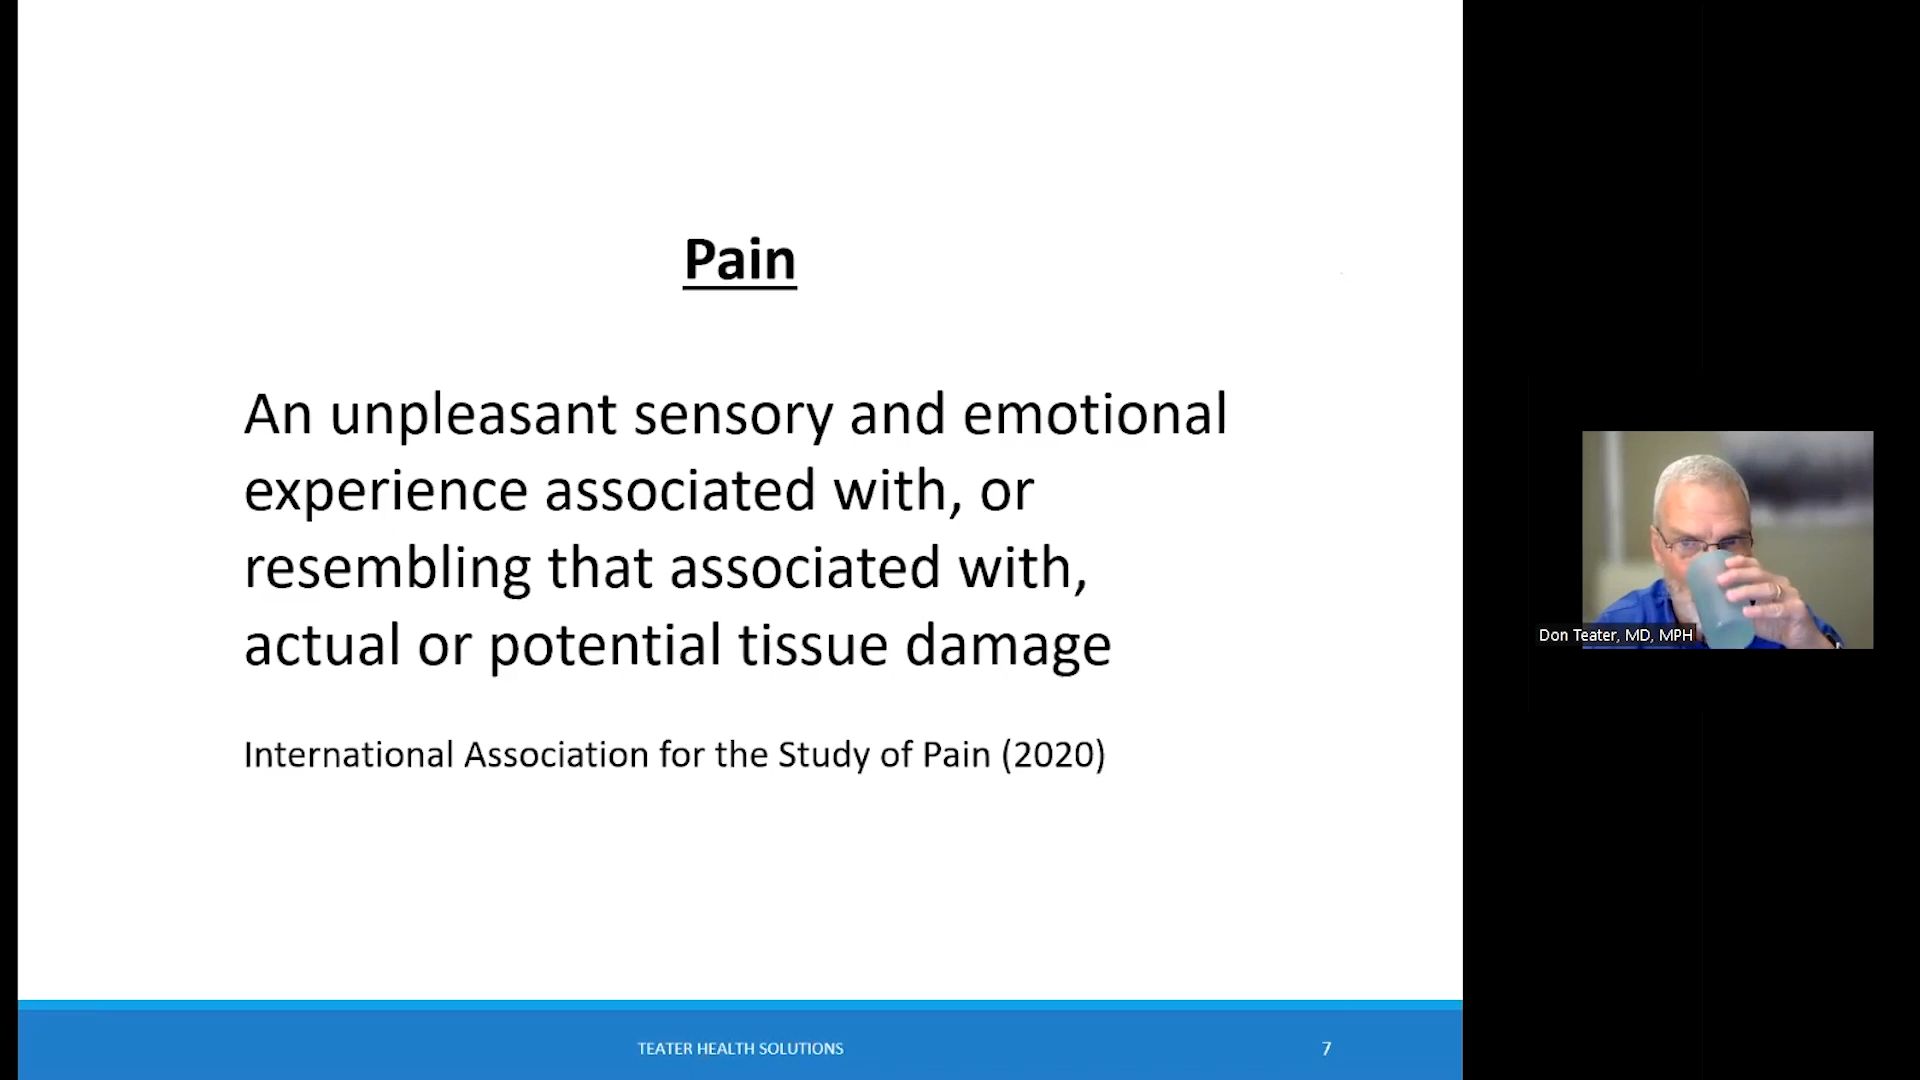 Pain
An unpleasant sensory and emotional
experience associated with, or
resembling that associated with,
actual or potential tissue damage
International Association for the Study of Pain (2020)
Don Teater, MD, MPH
TEATER HEALTH SOLUTIONS
7